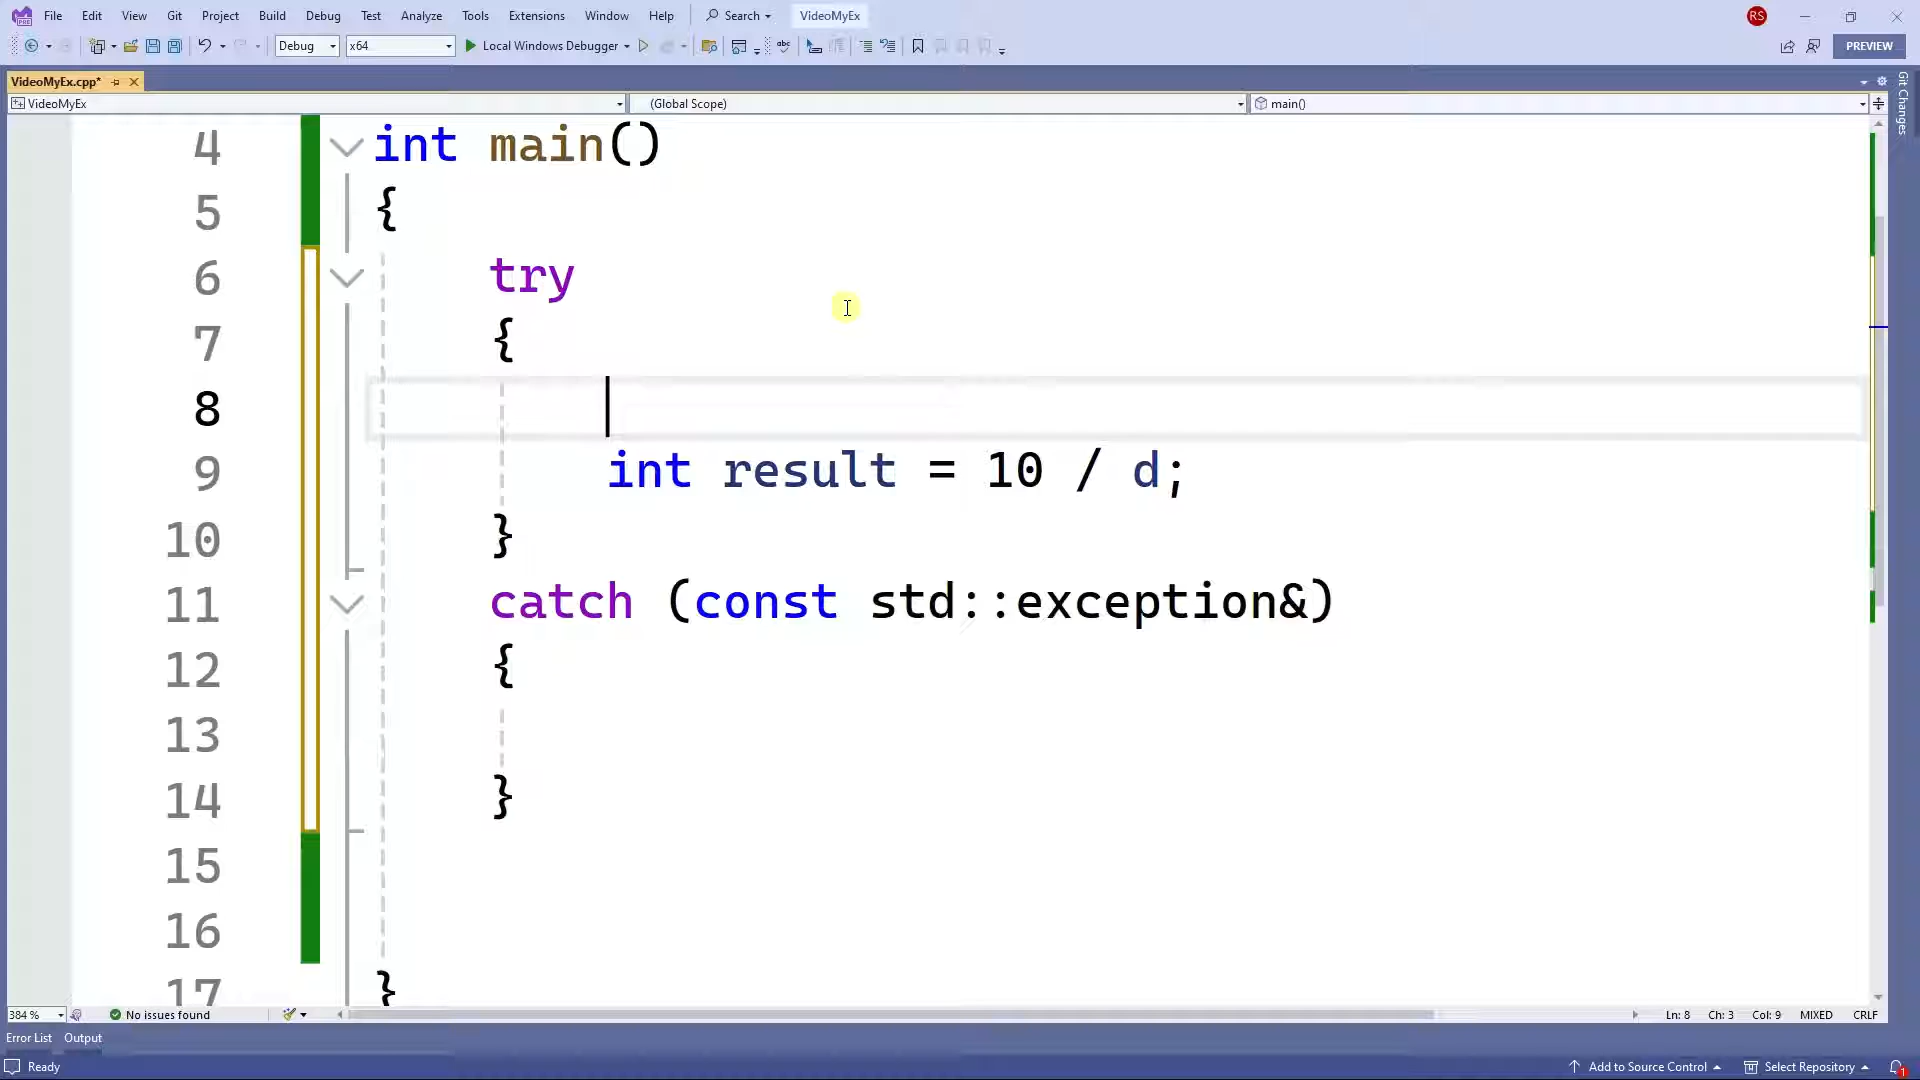 File Edit View Git Project Build Debug Test Analyze Tools Extensions Window Help Search VideoMyEx RS
Debug x64 Local Windows Debugger PREVIEW
VideoMyEx.cpp*
VideoMyEx (Global Scope) main()
Git Changes
4 int main()
5 {
6 try
7 {
8
9 int result = 10 / d;
10 }
11 catch (const std::exception&)
12 {
13
14 }
15
16
17 }
384 % No issues found Ln: 8 Ch: 3 Col: 9 MIXED CRLF
Error List Output
Ready Add to Source Control Select Repository 1